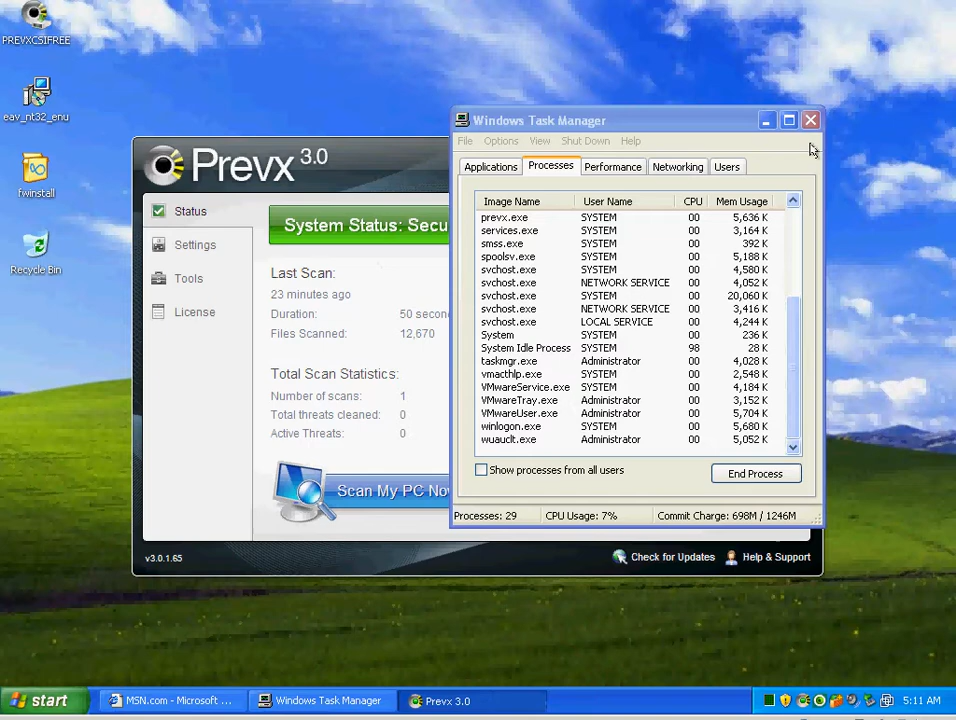 PREVXCSIFREE
eav_nt32_enu
fwinstall
Recycle Bin
Prevx 3.0
Status
Settings
Tools
License
System Status: Secu
Last Scan:
23 minutes ago
Duration: 50 secon
Files Scanned: 12,670
Total Scan Statistics:
Number of scans: 1
Total threats cleaned: 0
Active Threats: 0
Scan My PC No
v3.0.1.65
Check for Updates
Help & Support
Windows Task Manager
File Options View Shut Down Help
Applications Processes Performance Networking Users
Image Name User Name CPU Mem Usage
prevx.exe SYSTEM 00 5,636 K
services.exe SYSTEM 00 3,164 K
smss.exe SYSTEM 00 392 K
spoolsv.exe SYSTEM 00 5,188 K
svchost.exe SYSTEM 00 4,580 K
svchost.exe NETWORK SERVICE 00 4,052 K
svchost.exe SYSTEM 00 20,060 K
svchost.exe NETWORK SERVICE 00 3,416 K
svchost.exe LOCAL SERVICE 00 4,244 K
System SYSTEM 00 236 K
System Idle Process SYSTEM 98 28 K
taskmgr.exe Administrator 00 4,028 K
vmacthlp.exe SYSTEM 00 2,548 K
VMwareService.exe SYSTEM 00 4,184 K
VMwareTray.exe Administrator 00 3,152 K
VMwareUser.exe Administrator 00 5,704 K
winlogon.exe SYSTEM 00 5,680 K
wuauclt.exe Administrator 00 5,052 K
Show processes from all users
End Process
Processes: 29 CPU Usage: 7% Commit Charge: 698M / 1246M
start
MSN.com - Microsoft ...
Windows Task Manager
Prevx 3.0
5:11 AM